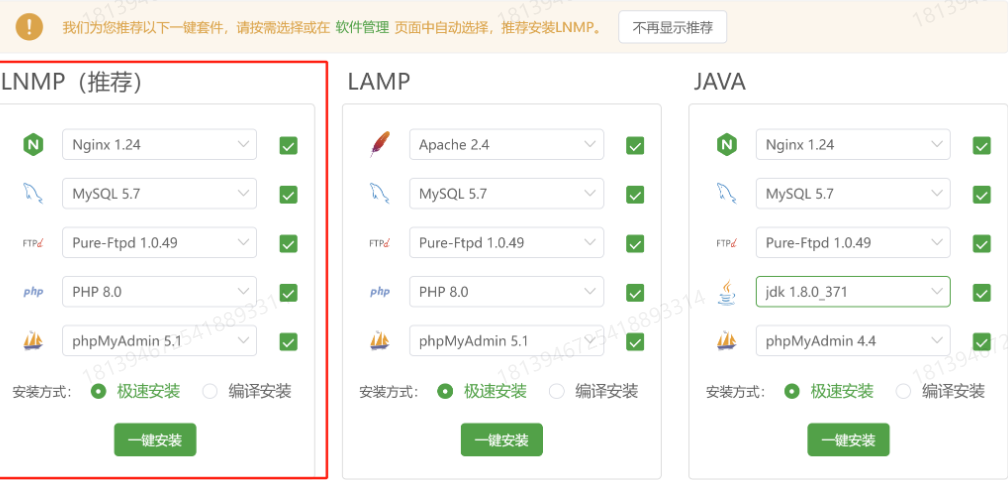 我们为您推荐以下一键套件，请按需选择或在 软件管理 页面中自动选择，推荐安装LNMP。 不再显示推荐
LNMP（推荐）
Nginx 1.24
MySQL 5.7
FTPd Pure-Ftpd 1.0.49
php PHP 8.0
phpMyAdmin 5.1
安装方式： 极速安装 编译安装
一键安装
LAMP
Apache 2.4
MySQL 5.7
FTPd Pure-Ftpd 1.0.49
php PHP 8.0
phpMyAdmin 5.1
安装方式： 极速安装 编译安装
一键安装
JAVA
N Nginx 1.24
MySQL 5.7
FTPd Pure-Ftpd 1.0.49
jdk 1.8.0_371
phpMyAdmin 4.4
安装方式： 极速安装 编译安装
一键安装